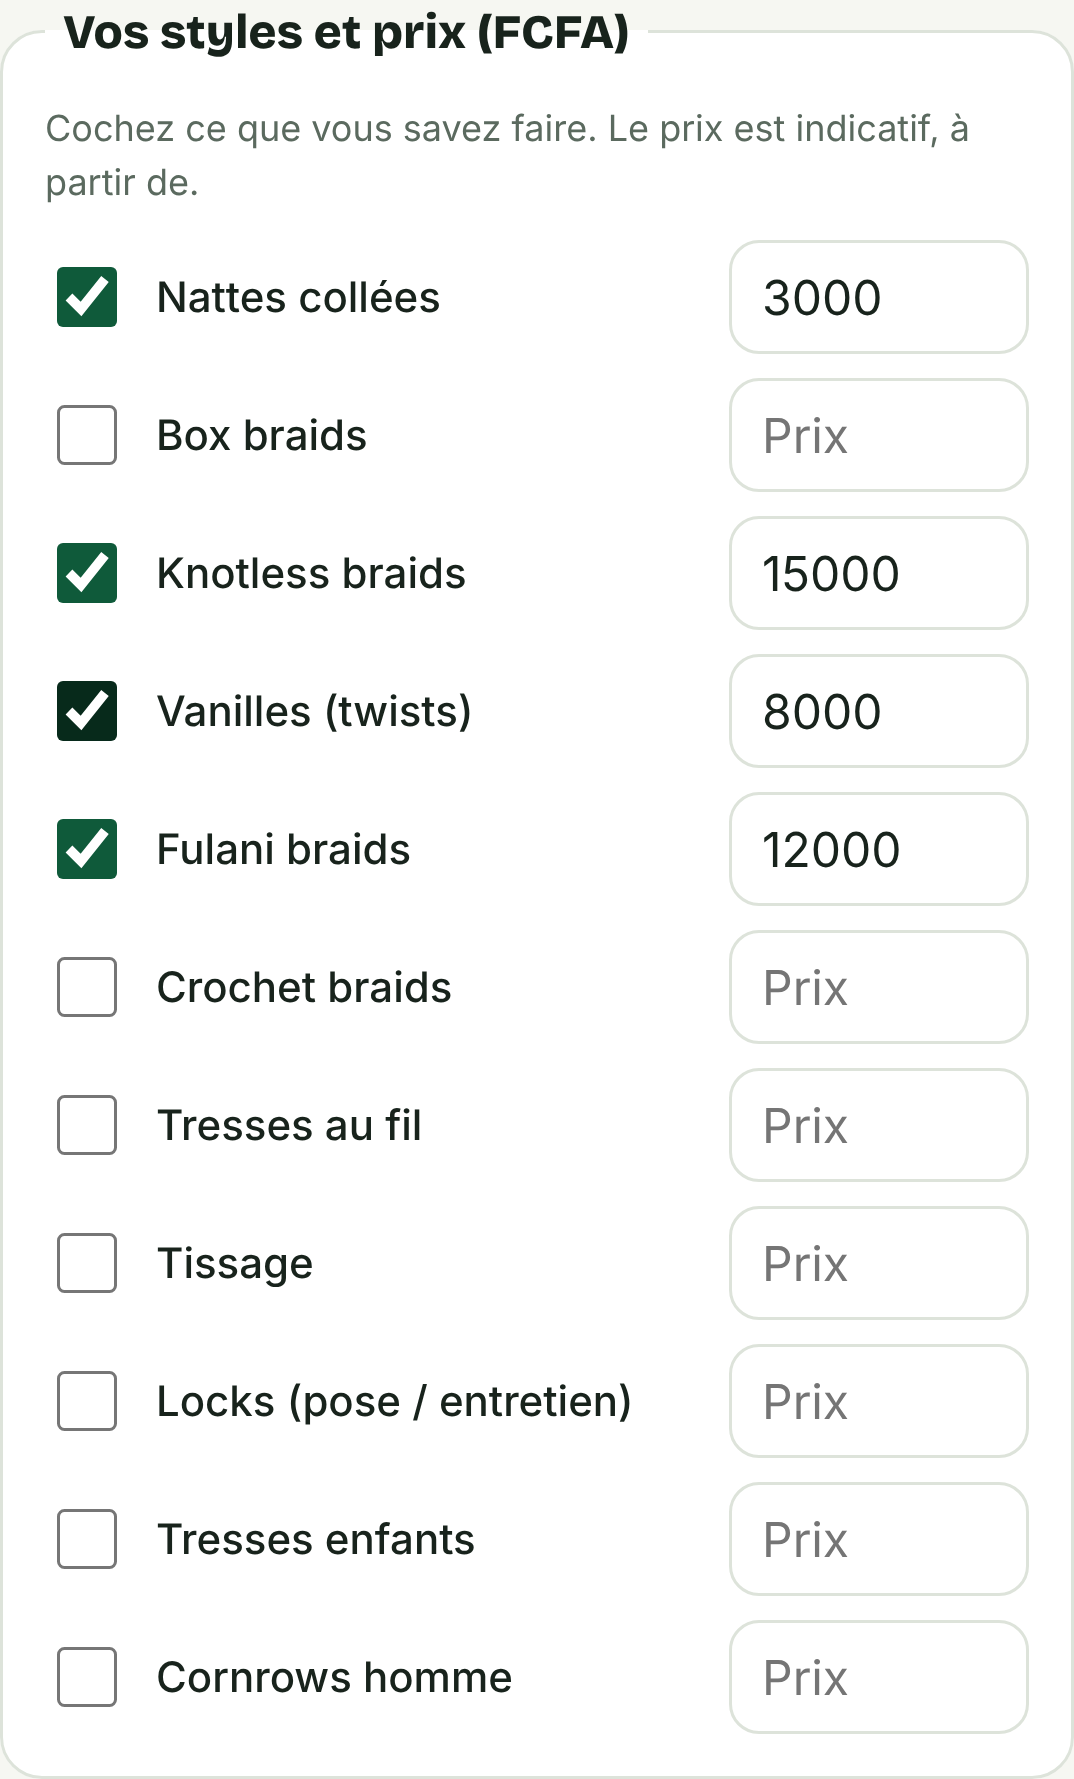 Vos styles et prix (FCFA)
Cochez ce que vous savez faire. Le prix est indicatif, à
partir de.
Nattes collées 3000
Box braids Prix
Knotless braids 15000
Vanilles (twists) 8000
Fulani braids 12000
Crochet braids Prix
Tresses au fil Prix
Tissage Prix
Locks (pose / entretien) Prix
Tresses enfants Prix
Cornrows homme Prix